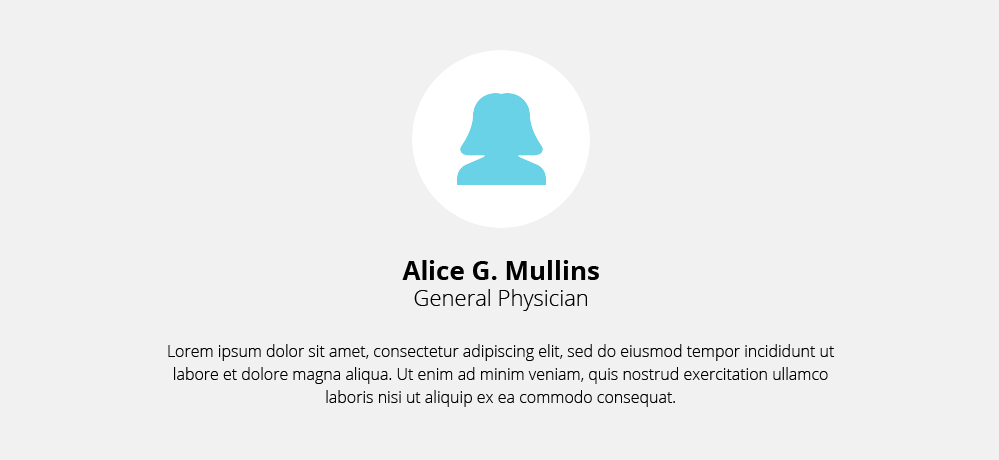 Alice G. Mullins
General Physician
Lorem ipsum dolor sit amet, consectetur adipiscing elit, sed do eiusmod tempor incididunt ut
labore et dolore magna aliqua. Ut enim ad minim veniam, quis nostrud exercitation ullamco
laboris nisi ut aliquip ex ea commodo consequat.